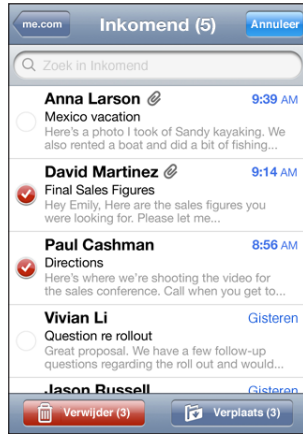 me.com Inkomend (5) Annuleer
Zoek in Inkomend
Anna Larson 9:39 AM
Mexico vacation
Here's a photo I took of Sandy kayaking. We
also rented a boat and did a bit of fishing...
David Martinez 9:14 AM
Final Sales Figures
Hey Emily, Here are the sales figures you
were looking for. Please let me...
Paul Cashman 8:56 AM
Directions
Here's where we're shooting the video for
the sales conference. Call when you get to...
Vivian Li Gisteren
Question re rollout
Great proposal. We have a few follow-up
questions regarding the roll out and would...
Jason Russell Gisteren
Verwijder (3) Verplaats (3)